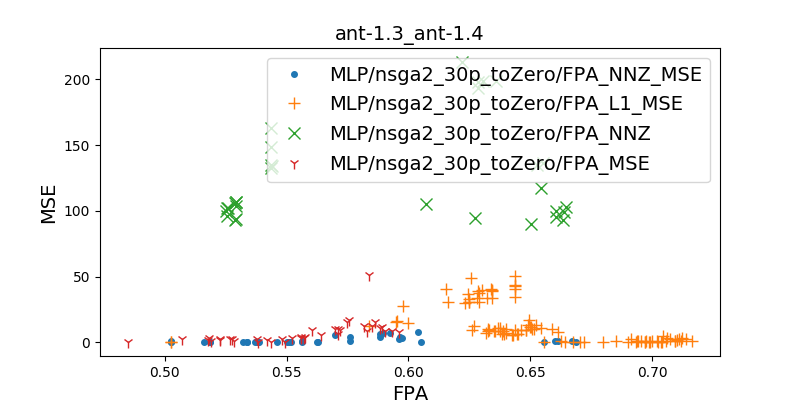 ant-1.3_ant-1.4
MLP/nsga2_30p_toZero/FPA_NNZ_MSE
MLP/nsga2_30p_toZero/FPA_L1_MSE
MLP/nsga2_30p_toZero/FPA_NNZ
MLP/nsga2_30p_toZero/FPA_MSE
MSE
200
150
100
50
0
0.50 0.55 0.60 0.65 0.70
FPA